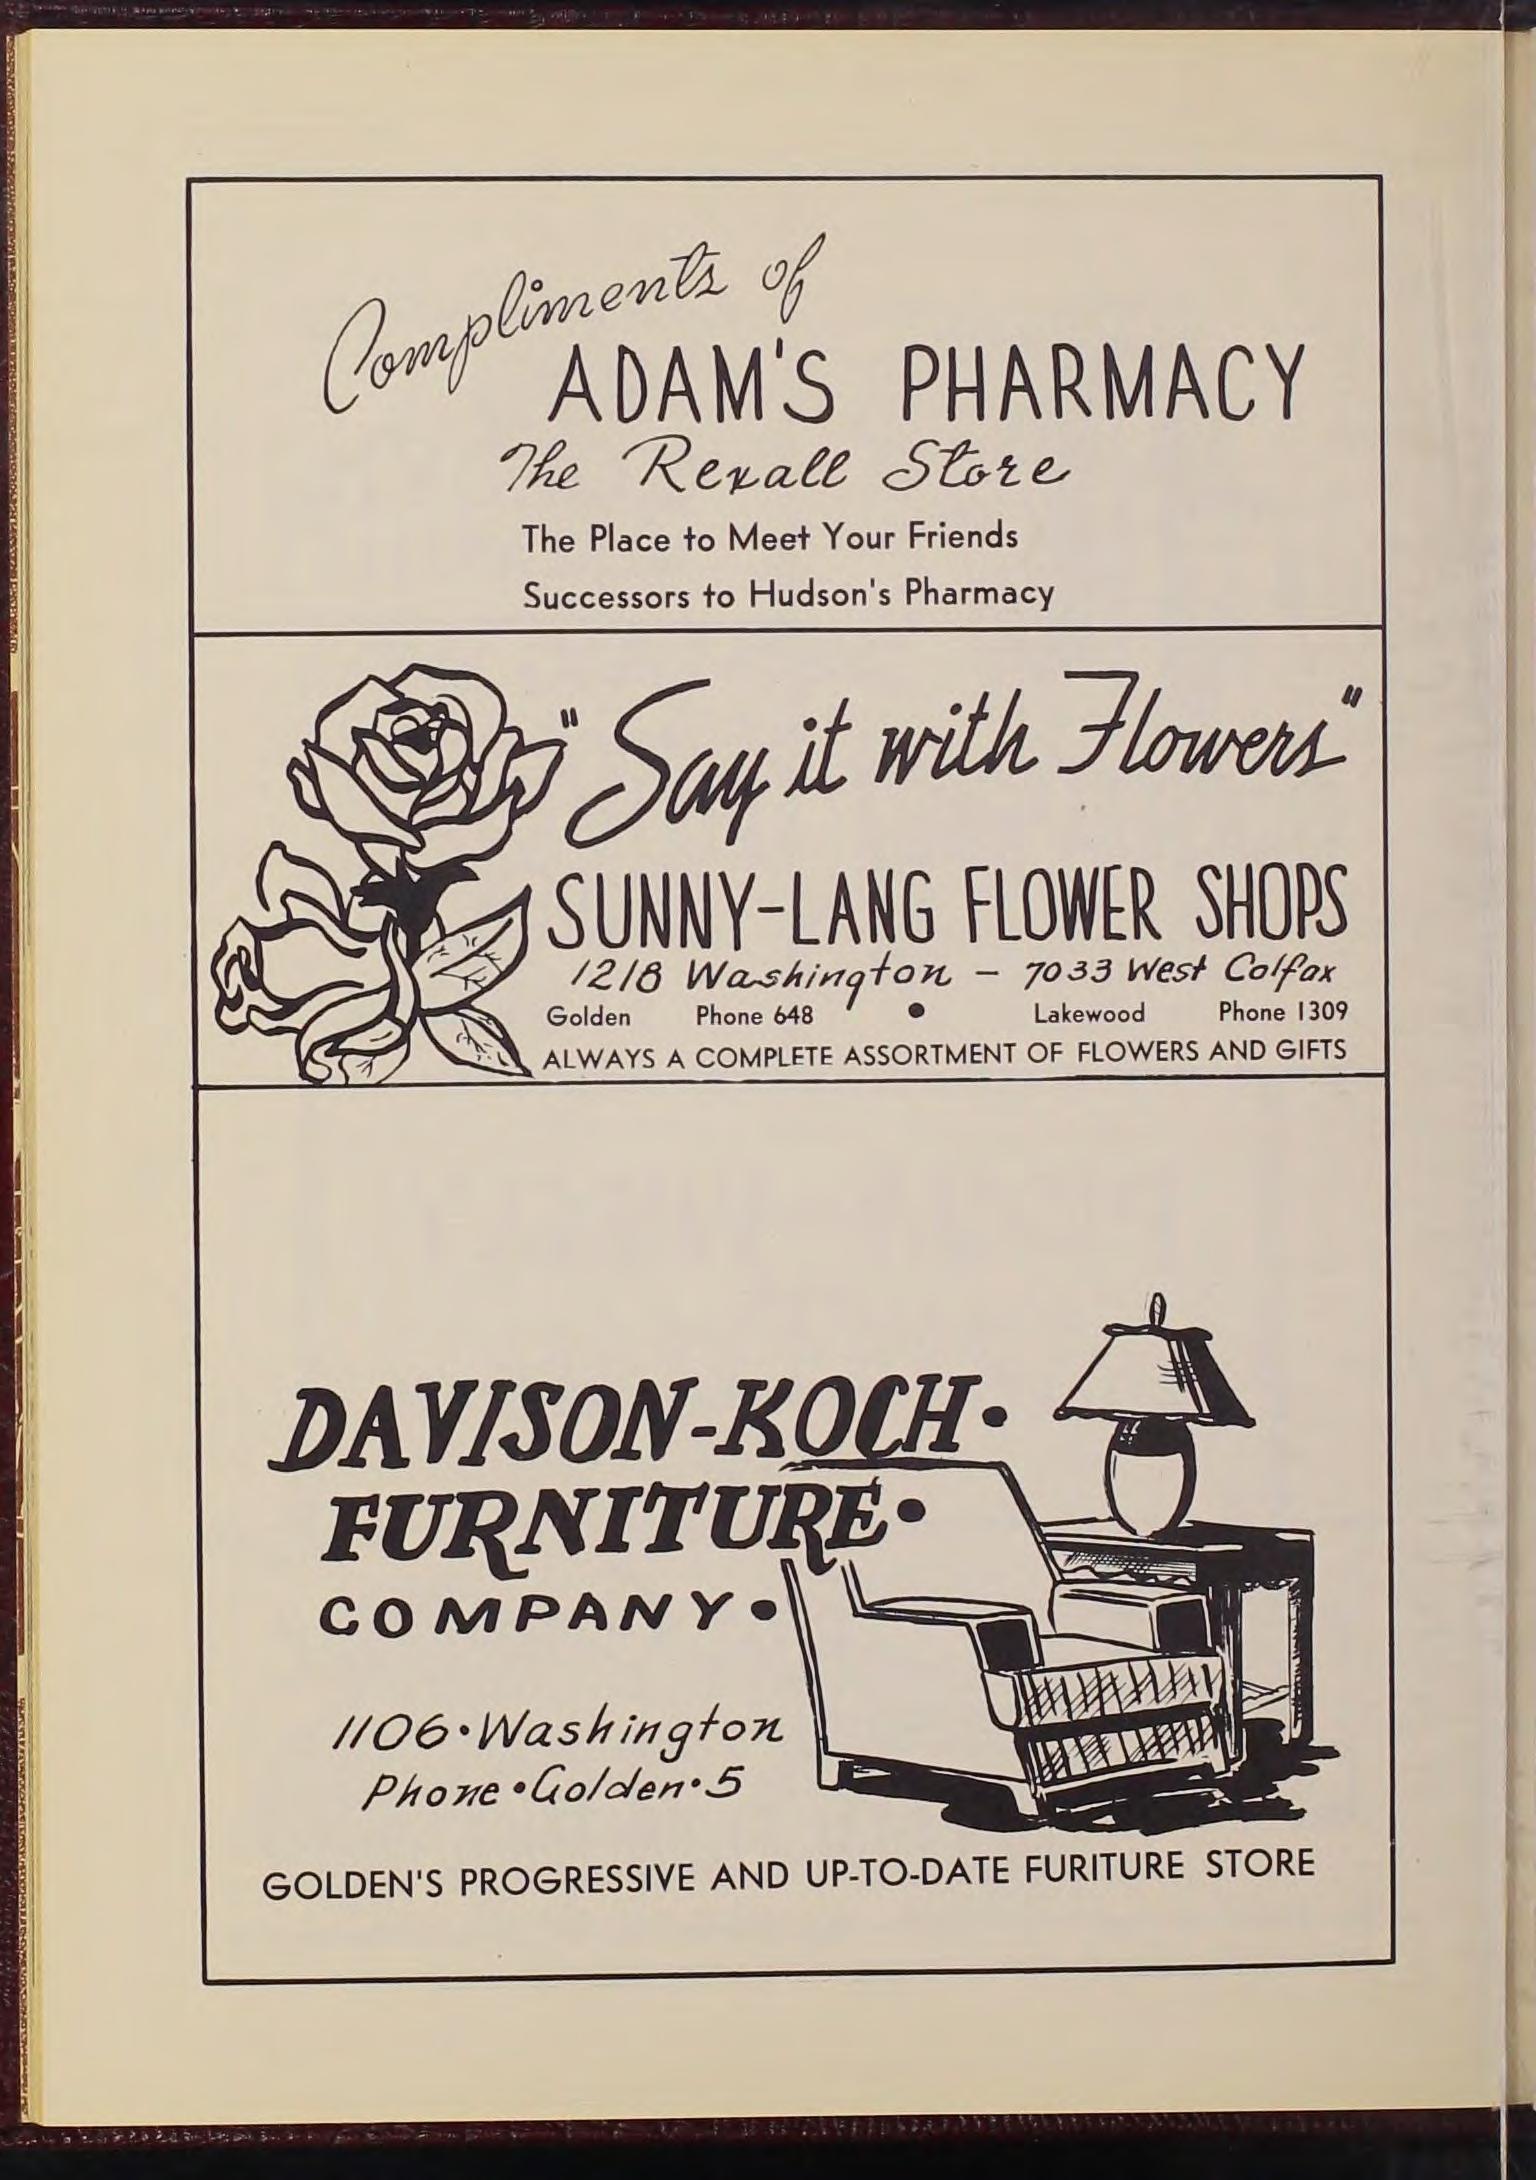 Compliments of
ADAM'S PHARMACY
The Rexall Store
The Place to Meet Your Friends
Successors to Hudson's Pharmacy
"Say it with Flowers"
SUNNY-LANG FLOWER SHOPS
1218 Washington - 7033 West Colfax
Golden Phone 648 • Lakewood Phone 1309
ALWAYS A COMPLETE ASSORTMENT OF FLOWERS AND GIFTS
DAVISON-KOCH•
FURNITURE•
COMPANY•
1106•Washington
Phone•Golden•5
GOLDEN'S PROGRESSIVE AND UP-TO-DATE FURITURE STORE